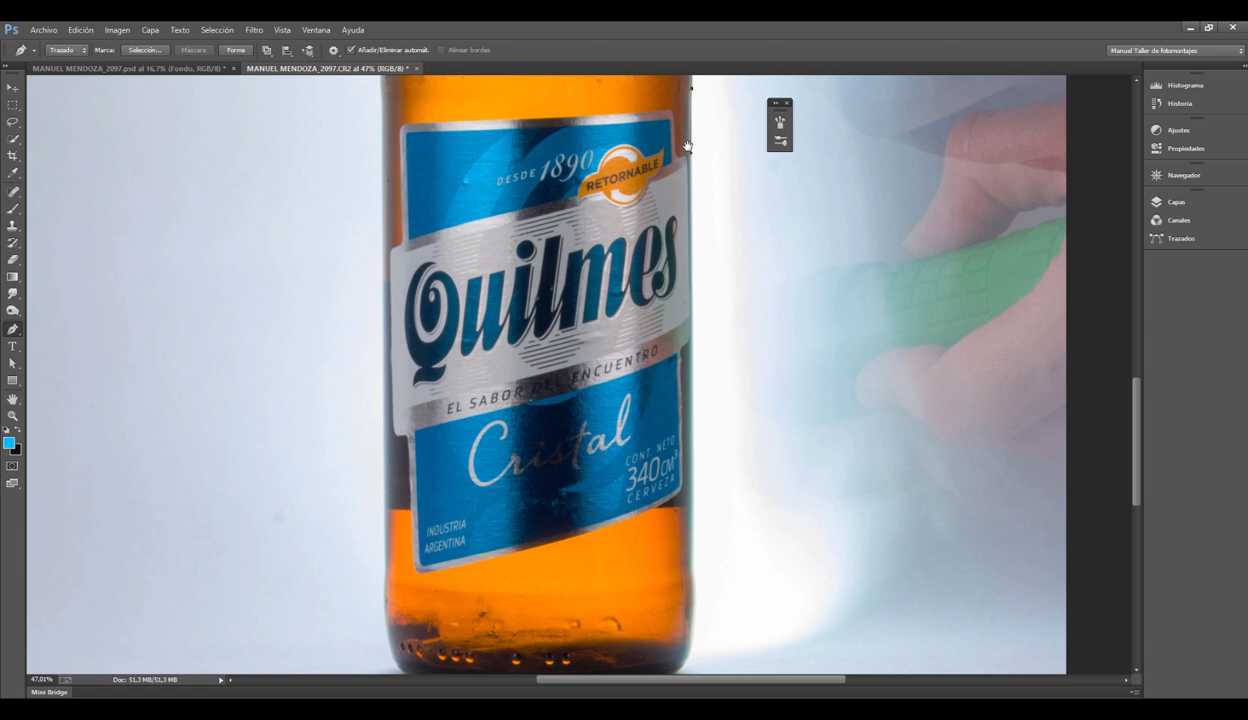 Ps Archivo Edición Imagen Capa Texto Selección Filtro Vista Ventana Ayuda
Trazado Marca: Selección... Máscara Forma Añadir/Eliminar automát. Alinear bordes Manuel Taller de fotomontajes
MANUEL MENDOZA_2097.psd al 16,7% (Fondo, RGB/8) * × MANUEL MENDOZA_2097.CR2 al 47% (RGB/8) * ×
Histograma
Historia
Ajustes
Propiedades
Navegador
Capas
Canales
Trazados
DESDE 1890
RETORNABLE
Quilmes
EL SABOR DEL ENCUENTRO
Cristal
CONT. NETO
340CM³
CERVEZA
INDUSTRIA
ARGENTINA
47,01% Doc: 51,3 MB/51,3 MB
Mini Bridge